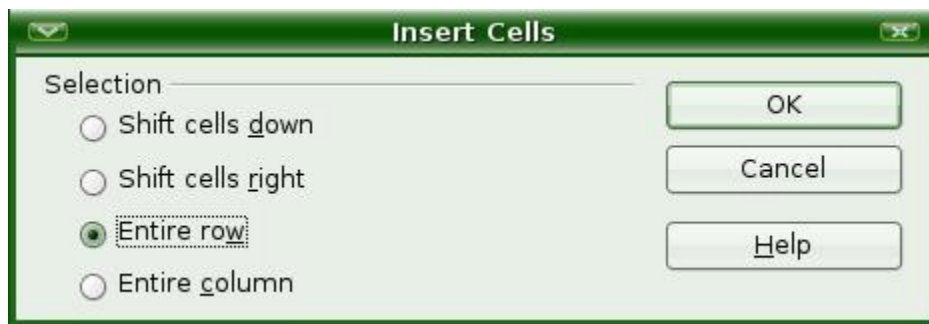 Insert Cells
Selection
Shift cells down
Shift cells right
Entire row
Entire column
OK
Cancel
Help